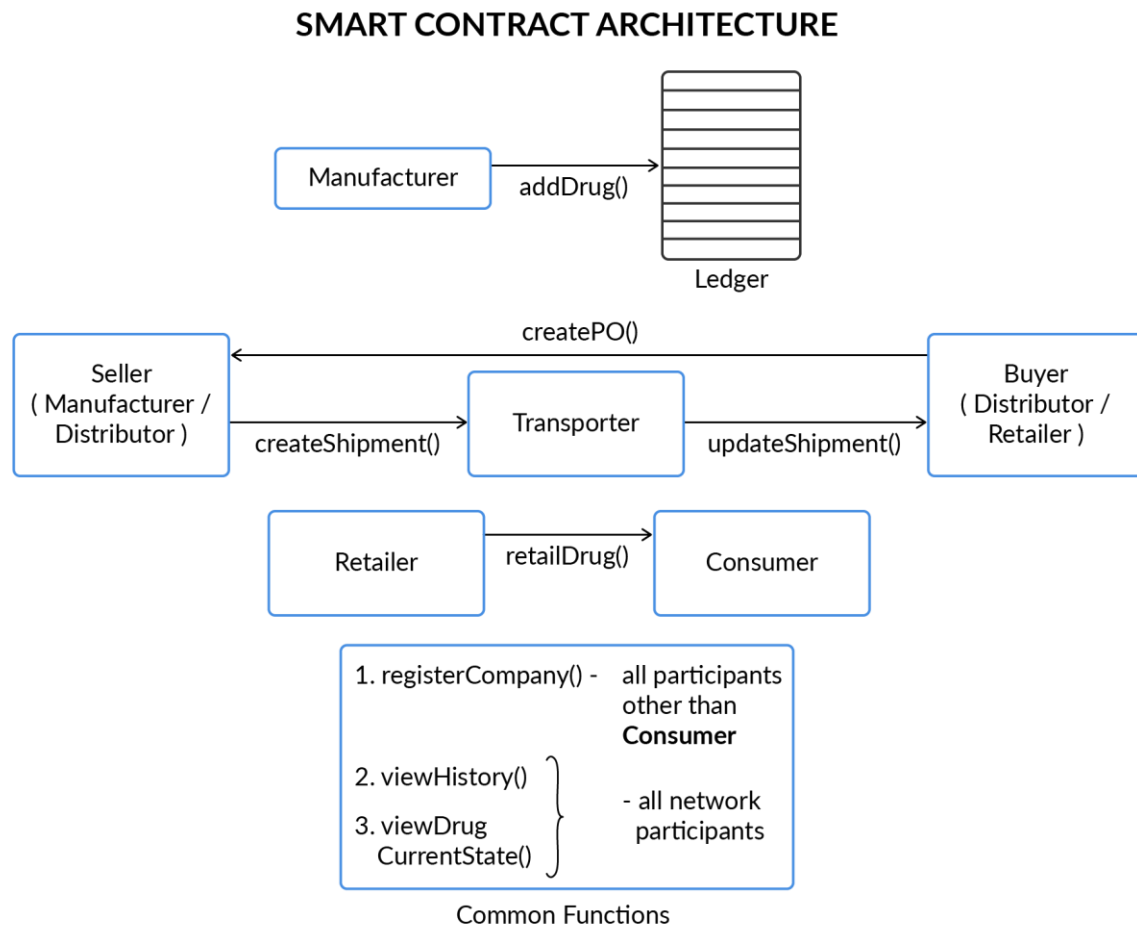 SMART CONTRACT ARCHITECTURE
Manufacturer
addDrug()
Ledger
createPO()
Seller
( Manufacturer /
Distributor )
createShipment()
Transporter
updateShipment()
Buyer
( Distributor /
Retailer )
Retailer
retailDrug()
Consumer
1. registerCompany() - all participants
other than
Consumer
2. viewHistory()
3. viewDrug
CurrentState()
- all network
participants
Common Functions